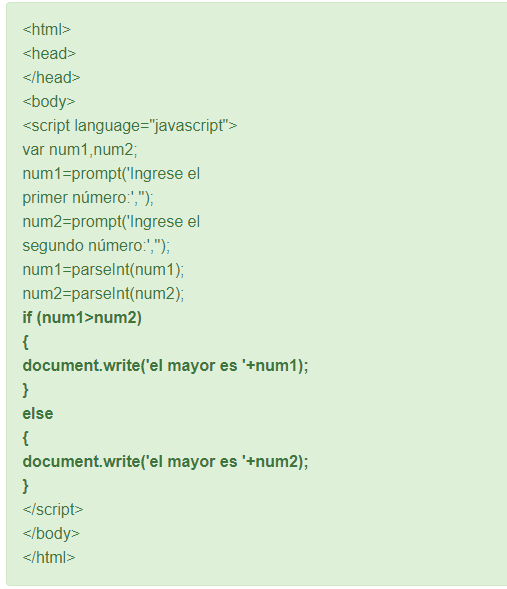 <html>
<head>
</head>
<body>
<script language="javascript">
var num1,num2;
num1=prompt('Ingrese el
primer número:','');
num2=prompt('Ingrese el
segundo número:','');
num1=parseInt(num1);
num2=parseInt(num2);
if (num1>num2)
{
document.write('el mayor es '+num1);
}
else
{
document.write('el mayor es '+num2);
}
</script>
</body>
</html>